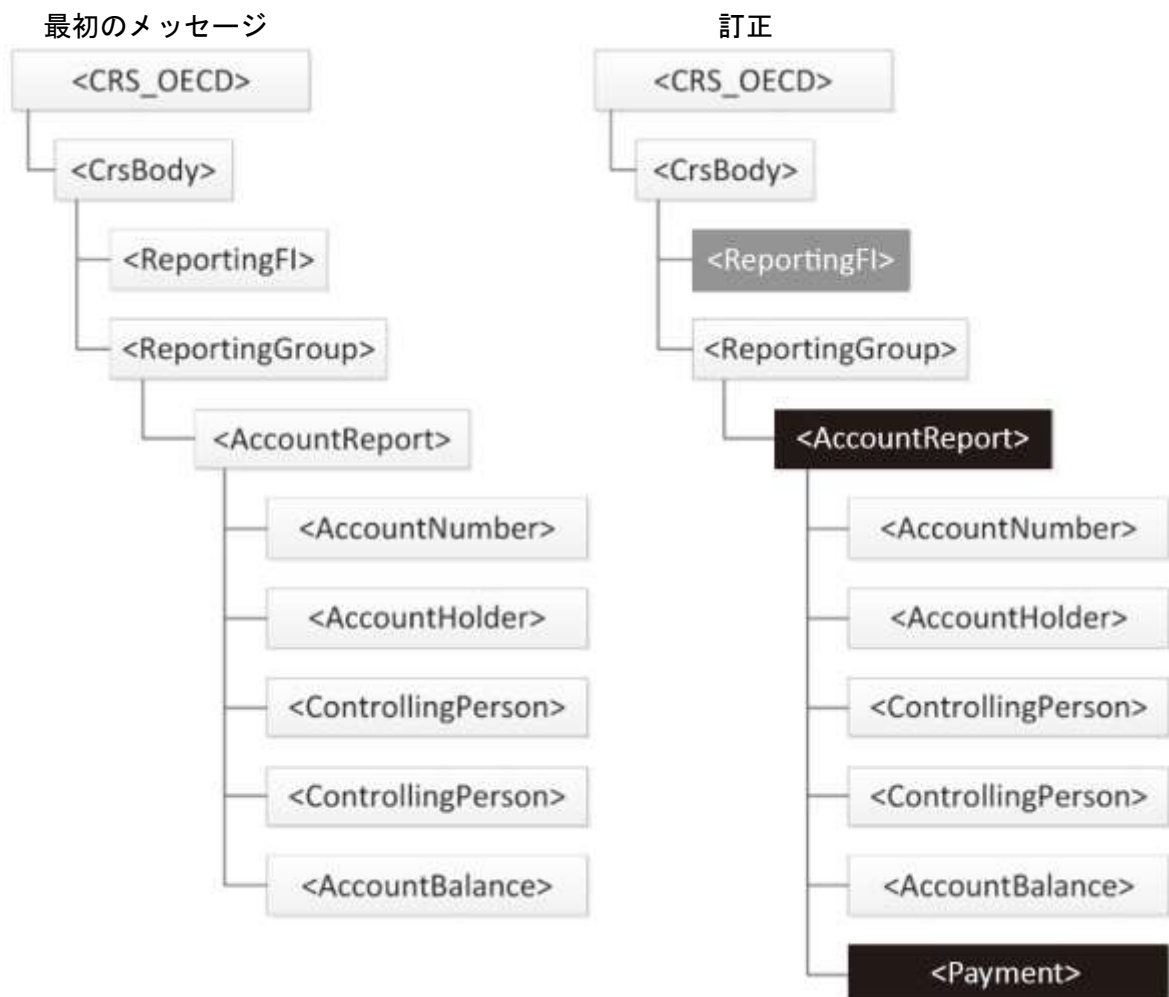 最初のメッセージ
<CRS_OECD>
<CrsBody>
<ReportingFI>
<ReportingGroup>
<AccountReport>
<AccountNumber>
<AccountHolder>
<ControllingPerson>
<ControllingPerson>
<AccountBalance>
訂正
<CRS_OECD>
<CrsBody>
<ReportingFI>
<ReportingGroup>
<AccountReport>
<AccountNumber>
<AccountHolder>
<ControllingPerson>
<ControllingPerson>
<AccountBalance>
<Payment>